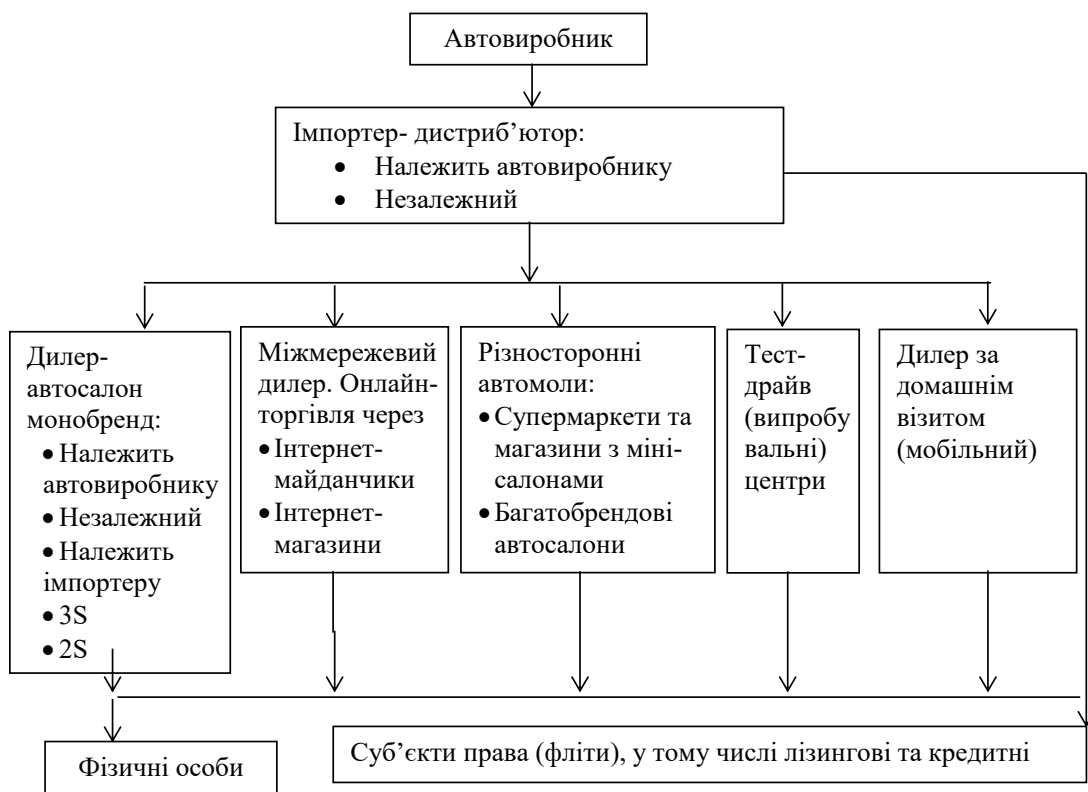 Автовиробник
Імпортер- дистриб’ютор:
• Належить автовиробнику
• Незалежний
Дилер-
автосалон
монобренд:
• Належить
автовиробнику
• Незалежний
• Належить
імпортеру
• 3S
• 2S
Міжмережевий
дилер. Онлайн-
торгівля через
• Інтернет-
майданчики
• Інтернет-
магазини
Різносторонні
автомоли:
• Супермаркети та
магазини з міні-
салонами
• Багатобрендові
автосалони
Тест-
драйв
(випробу
вальні)
центри
Дилер за
домашнім
візитом
(мобільний)
Фізичні особи
Суб’єкти права (фліти), у тому числі лізингові та кредитні